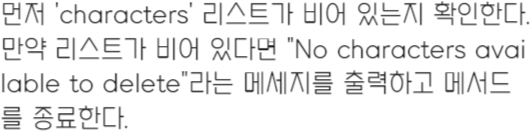 먼저 'characters' 리스트가 비어 있는지 확인한다.
만약 리스트가 비어 있다면 "No characters avai
lable to delete"라는 메세지를 출력하고 메서드
를 종료한다.